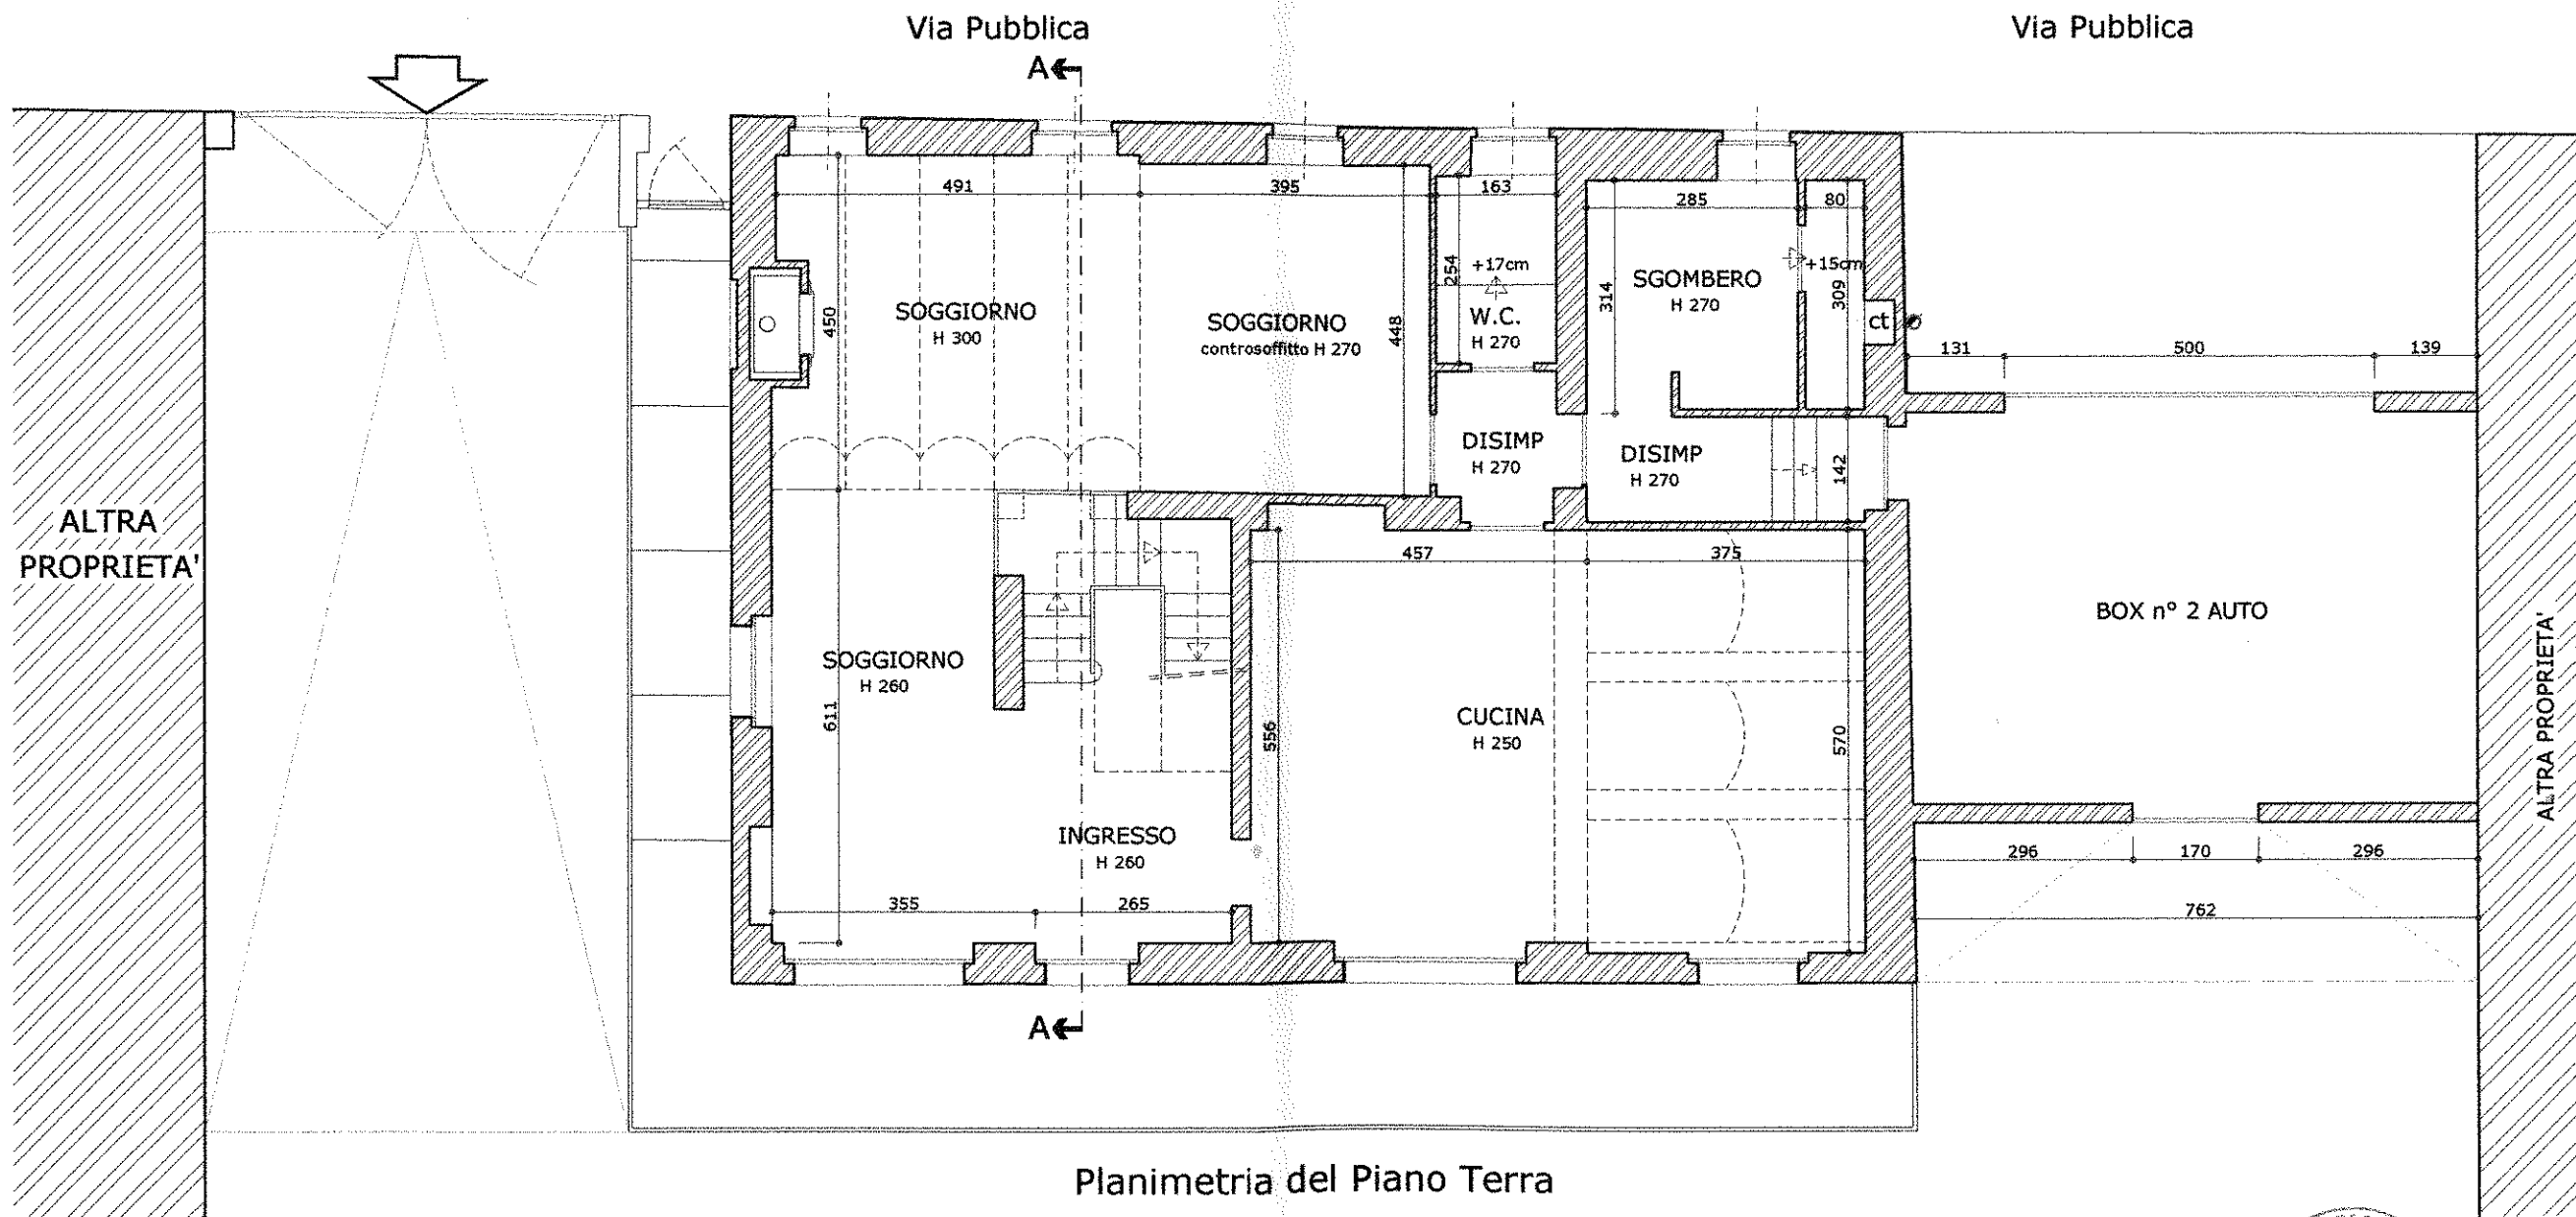 Via Pubblica
Via Pubblica
A
491
395
163
285
80
+17cm
254
+15cm
SGOMBERO
H 270
314
309
450
SOGGIORNO
H 300
SOGGIORNO
controsoffitto H 270
448
W.C.
H 270
ct
131
500
139
DISIMP
H 270
DISIMP
H 270
142
ALTRA
PROPRIETA'
457
375
BOX n° 2 AUTO
SOGGIORNO
H 260
611
556
CUCINA
H 250
570
ALTRA PROPRIETA'
INGRESSO
H 260
296
170
296
355
265
762
A
Planimetria del Piano Terra